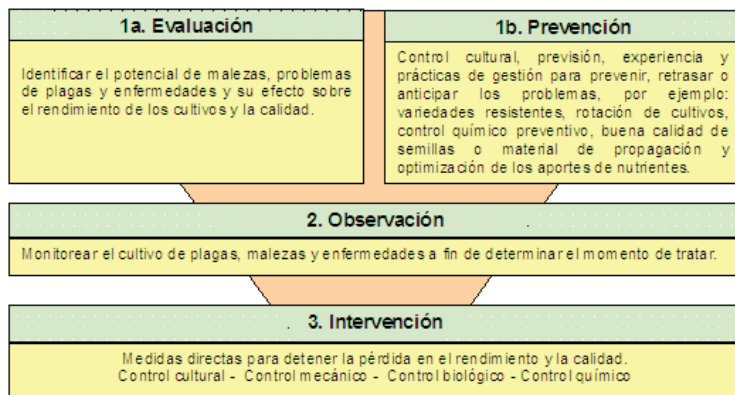 1a. Evaluación
Identificar el potencial de malezas, problemas
de plagas y enfermedades y su efecto sobre
el rendimiento de los cultivos y la calidad.
1b. Prevención
Control cultural, previsión, experiencia y
prácticas de gestión para prevenir, retrasar o
anticipar los problemas, por ejemplo:
variedades resistentes, rotación de cultivos,
control químico preventivo, buena calidad de
semillas o material de propagación y
optimización de los aportes de nutrientes.
2. Observación
Monitorear el cultivo de plagas, malezas y enfermedades a fin de determinar el momento de tratar.
3. Intervención
Medidas directas para detener la pérdida en el rendimiento y la calidad.
Control cultural - Control mecánico - Control biológico - Control químico